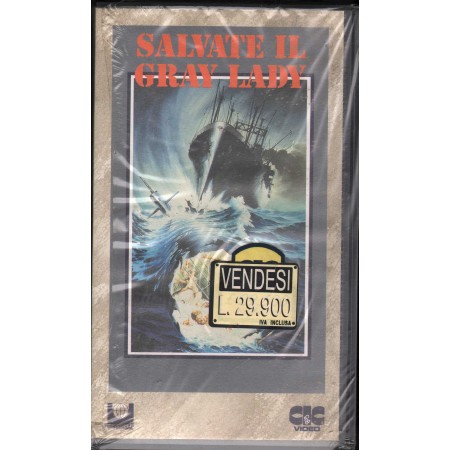 SALVATE IL
GRAY LADY
VENDESI
L. 29.900
IVA INCLUSA
CIC
VIDEO